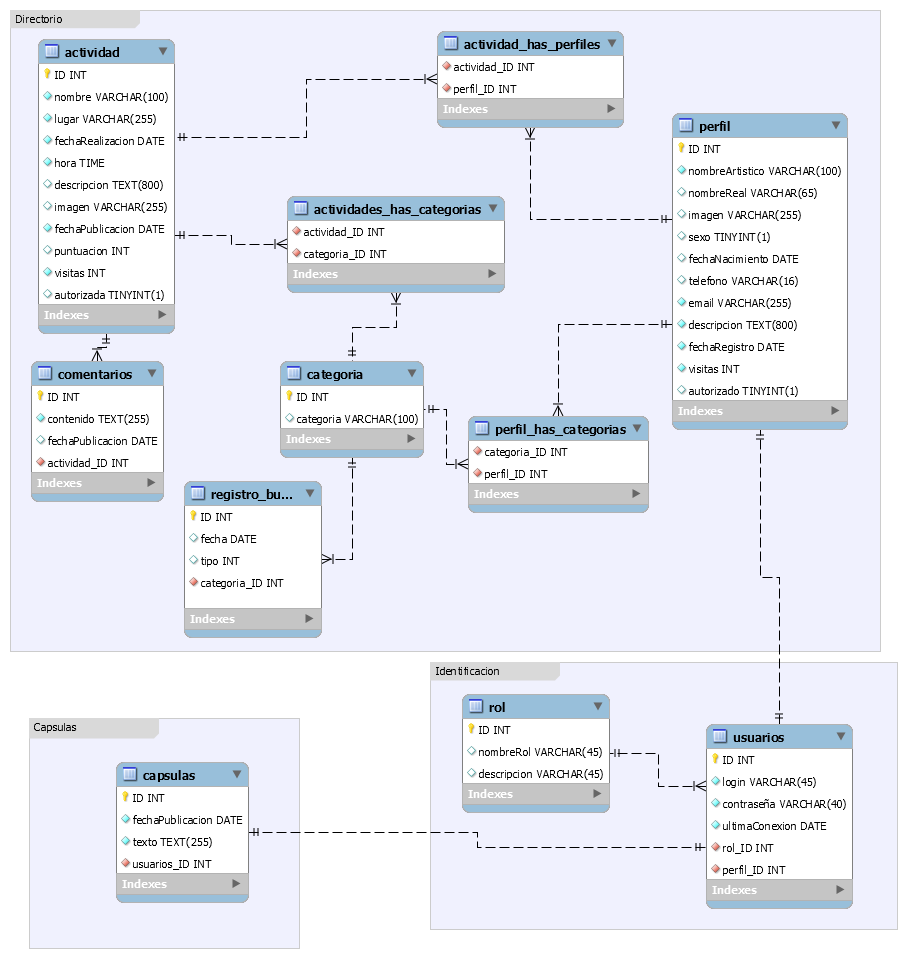 Directorio
actividad
ID INT
nombre VARCHAR(100)
lugar VARCHAR(255)
fechaRealizacion DATE
hora TIME
descripcion TEXT(800)
imagen VARCHAR(255)
fechaPublicacion DATE
puntuacion INT
visitas INT
autorizada TINYINT(1)
Indexes
actividad_has_perfiles
actividad_ID INT
perfil_ID INT
Indexes
perfil
ID INT
nombreArtistico VARCHAR(100)
nombreReal VARCHAR(65)
imagen VARCHAR(255)
sexo TINYINT(1)
fechaNacimiento DATE
telefono VARCHAR(16)
email VARCHAR(255)
descripcion TEXT(800)
fechaRegistro DATE
visitas INT
autorizado TINYINT(1)
Indexes
actividades_has_categorias
actividad_ID INT
categoria_ID INT
Indexes
comentarios
ID INT
contenido TEXT(255)
fechaPublicacion DATE
actividad_ID INT
Indexes
categoria
ID INT
categoria VARCHAR(100)
Indexes
perfil_has_categorias
categoria_ID INT
perfil_ID INT
Indexes
registro_bu...
ID INT
fecha DATE
tipo INT
categoria_ID INT
Indexes
Identificacion
rol
ID INT
nombreRol VARCHAR(45)
descripcion VARCHAR(45)
Indexes
usuarios
ID INT
login VARCHAR(45)
contraseña VARCHAR(40)
ultimaConexion DATE
rol_ID INT
perfil_ID INT
Indexes
Capsulas
capsulas
ID INT
fechaPublicacion DATE
texto TEXT(255)
usuarios_ID INT
Indexes